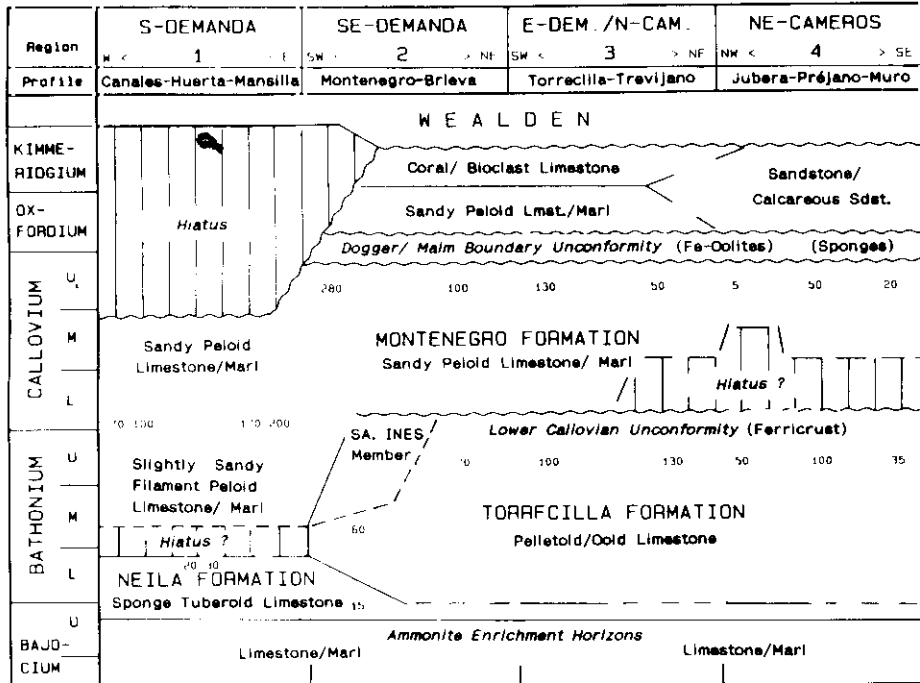 Region
S-DEMANDA
W < 1 > E
SE-DEMANDA
SW < 2 > NE
E-DEM./N-CAM.
SW < 3 > NE
NE-CAMEROS
NW < 4 > SE
Profile
Canales-Huerta-Mansilla
Montenegro-Brieva
Torrecilla-Trevijano
Jubera-Préjano-Muro
WEALDEN
KIMME-
RIDGIUM
Coral/ Bioclast Limestone
Sandstone/
Calcareous Sdst.
OX-
FORDIUM
Hiatus
Sandy Peloid Lmst./Marl
Dogger/ Malm Boundary Unconformity (Fe-Oolites) (Sponges)
CALLOVIUM
U
280 100 130 50 5 50 20
M
Sandy Peloid
Limestone/Marl
MONTENEGRO FORMATION
Sandy Peloid Limestone/ Marl
L
Hiatus ?
100 200
Lower Callovian Unconformity (Ferricrust)
BATHONIUM
U
SA. INES
Member
Slightly Sandy
Filament Peloid
Limestone/ Marl
100 130 50 100 35
M
60
TORRECILLA FORMATION
Pelletoid/Ooid Limestone
Hiatus ?
L
NEILA FORMATION
Sponge Tuberoid Limestone
15
U
BAJO-
CIUM
Ammonite Enrichment Horizons
Limestone/Marl
Limestone/Marl